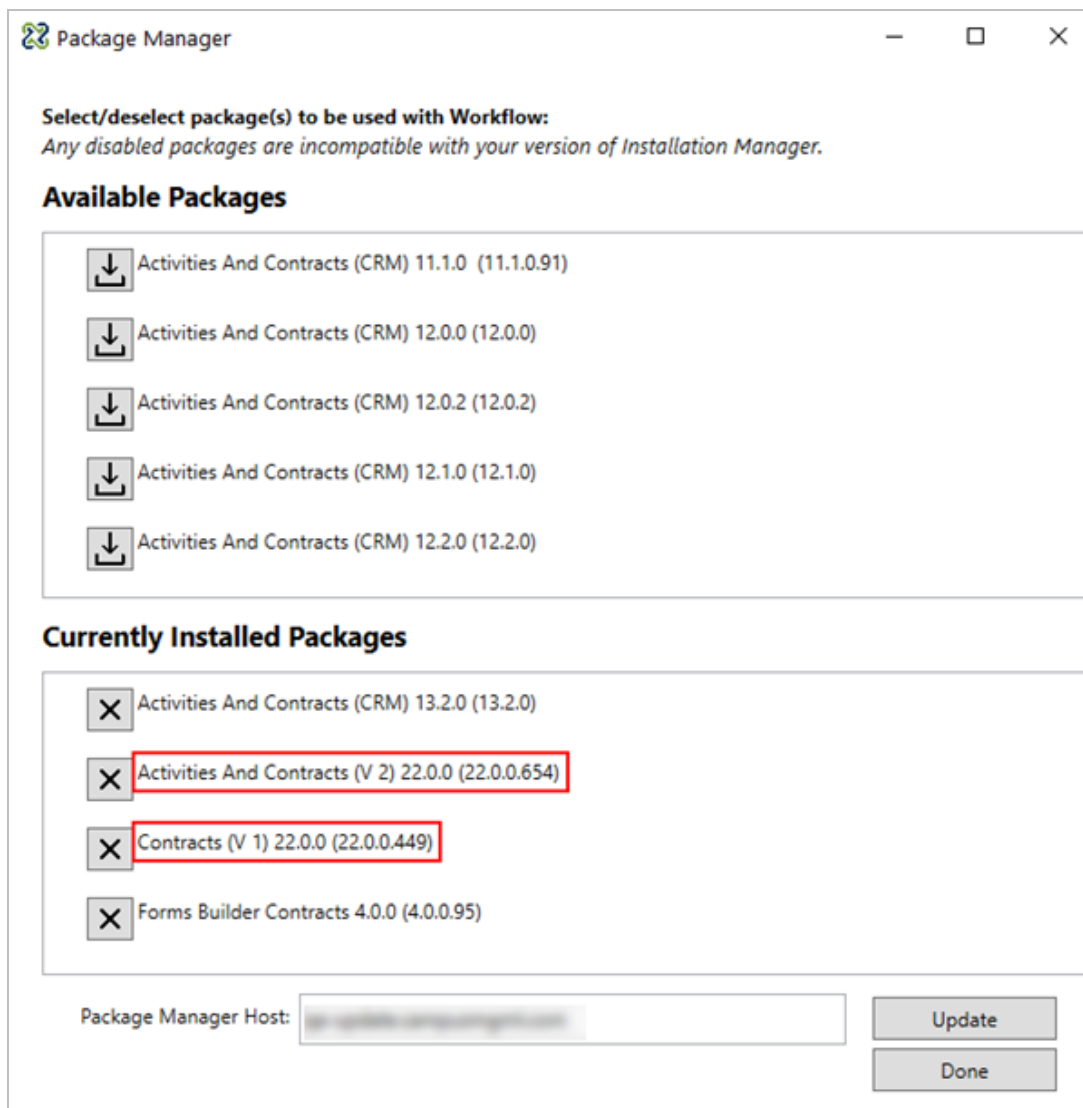 Package Manager
Select/deselect package(s) to be used with Workflow:
Any disabled packages are incompatible with your version of Installation Manager.
Available Packages
Activities And Contracts (CRM) 11.1.0  (11.1.0.91)
Activities And Contracts (CRM) 12.0.0 (12.0.0)
Activities And Contracts (CRM) 12.0.2 (12.0.2)
Activities And Contracts (CRM) 12.1.0 (12.1.0)
Activities And Contracts (CRM) 12.2.0 (12.2.0)
Currently Installed Packages
Activities And Contracts (CRM) 13.2.0 (13.2.0)
Activities And Contracts (V 2) 22.0.0 (22.0.0.654)
Contracts (V 1) 22.0.0 (22.0.0.449)
Forms Builder Contracts 4.0.0 (4.0.0.95)
Package Manager Host:
Update
Done